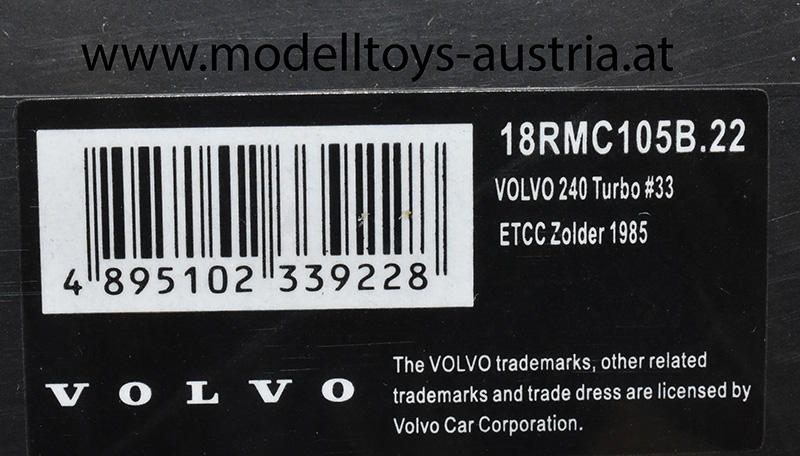 www.modelltoys-austria.at
18RMC105B.22
VOLVO 240 Turbo #33
ETCC Zolder 1985
4 895102 339228
VOLVO
The VOLVO trademarks, other related
trademarks and trade dress are licensed by
Volvo Car Corporation.